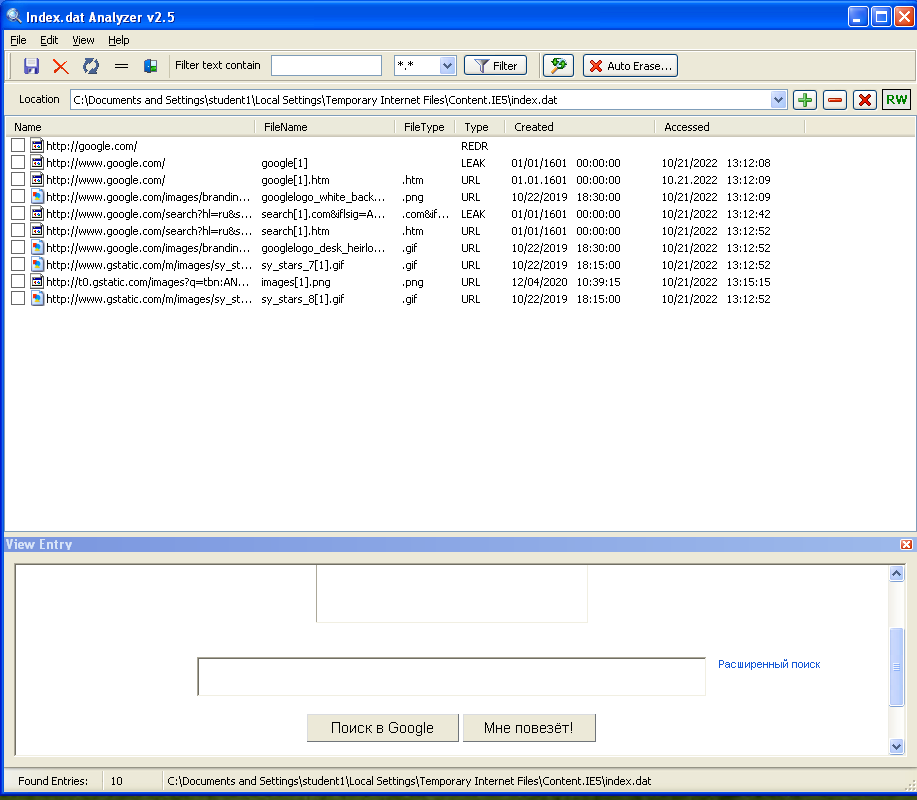 Index.dat Analyzer v2.5
File Edit View Help
Filter text contain *.* Filter Auto Erase...
Location C:\Documents and Settings\student1\Local Settings\Temporary Internet Files\Content.IE5\index.dat RW
Name FileName FileType Type Created Accessed
http://google.com/ REDR
http://www.google.com/ google[1] LEAK 01/01/1601 00:00:00 10/21/2022 13:12:08
http://www.google.com/ google[1].htm .htm URL 01.01.1601 00:00:00 10.21.2022 13:12:09
http://www.google.com/images/brandin... googlelogo_white_back... .png URL 10/22/2019 18:30:00 10/21/2022 13:12:09
http://www.google.com/search?hl=ru&s... search[1].com&iflsig=A... .com&if... LEAK 01/01/1601 00:00:00 10/21/2022 13:12:42
http://www.google.com/search?hl=ru&s... search[1].htm .htm URL 01/01/1601 00:00:00 10/21/2022 13:12:52
http://www.google.com/images/brandin... googlelogo_desk_heirlo... .gif URL 10/22/2019 18:30:00 10/21/2022 13:12:52
http://www.gstatic.com/m/images/sy_st... sy_stars_7[1].gif .gif URL 10/22/2019 18:15:00 10/21/2022 13:12:52
http://t0.gstatic.com/images?q=tbn:AN... images[1].png .png URL 12/04/2020 10:39:15 10/21/2022 13:15:15
http://www.gstatic.com/m/images/sy_st... sy_stars_8[1].gif .gif URL 10/22/2019 18:15:00 10/21/2022 13:12:52
View Entry
Расширенный поиск
Поиск в Google Мне повезёт!
Found Entries: 10 C:\Documents and Settings\student1\Local Settings\Temporary Internet Files\Content.IE5\index.dat